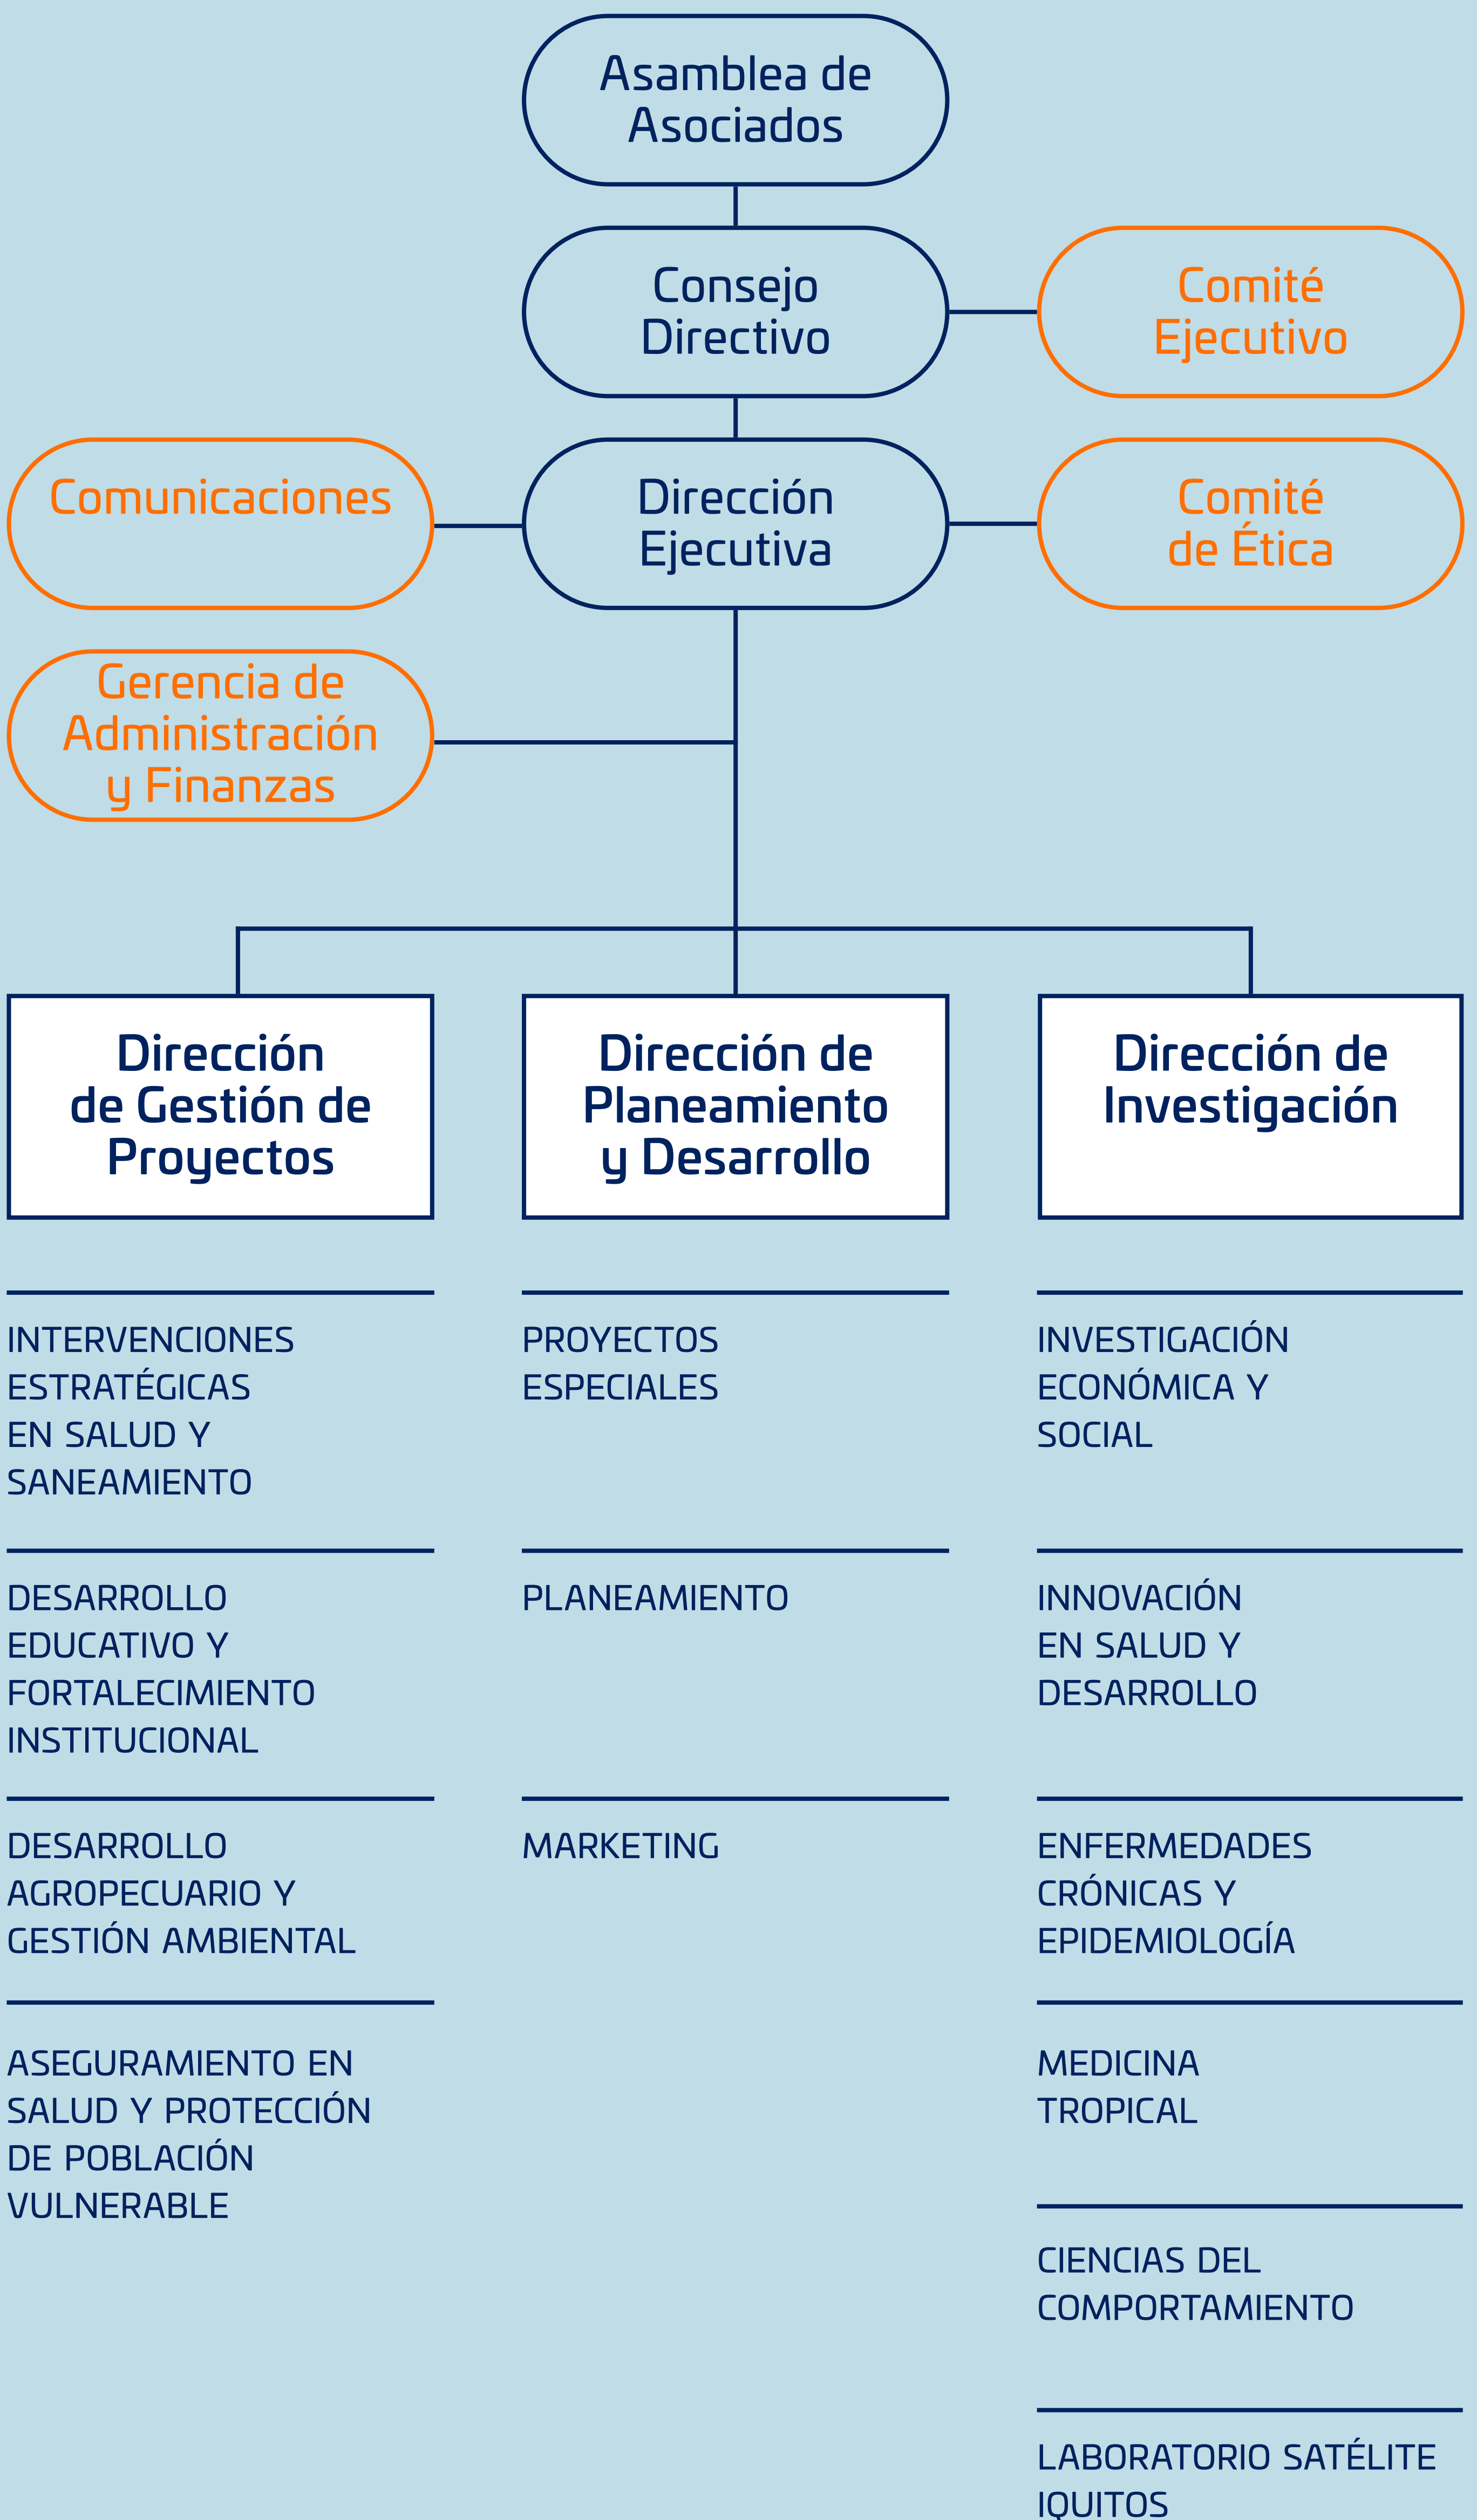 Asamblea de
Asociados
Consejo
Directivo
Comité
Ejecutivo
Comunicaciones
Dirección
Ejecutiva
Comité
de Ética
Gerencia de
Administración
y Finanzas
Dirección
de Gestión de
Proyectos
Dirección de
Planeamiento
y Desarrollo
Dirección de
Investigación
INTERVENCIONES
ESTRATÉGICAS
EN SALUD Y
SANEAMIENTO
DESARROLLO
EDUCATIVO Y
FORTALECIMIENTO
INSTITUCIONAL
DESARROLLO
AGROPECUARIO Y
GESTIÓN AMBIENTAL
ASEGURAMIENTO EN
SALUD Y PROTECCIÓN
DE POBLACIÓN
VULNERABLE
PROYECTOS
ESPECIALES
PLANEAMIENTO
MARKETING
INVESTIGACIÓN
ECONÓMICA Y
SOCIAL
INNOVACIÓN
EN SALUD Y
DESARROLLO
ENFERMEDADES
CRÓNICAS Y
EPIDEMIOLOGÍA
MEDICINA
TROPICAL
CIENCIAS DEL
COMPORTAMIENTO
LABORATORIO SATÉLITE
IQUITOS